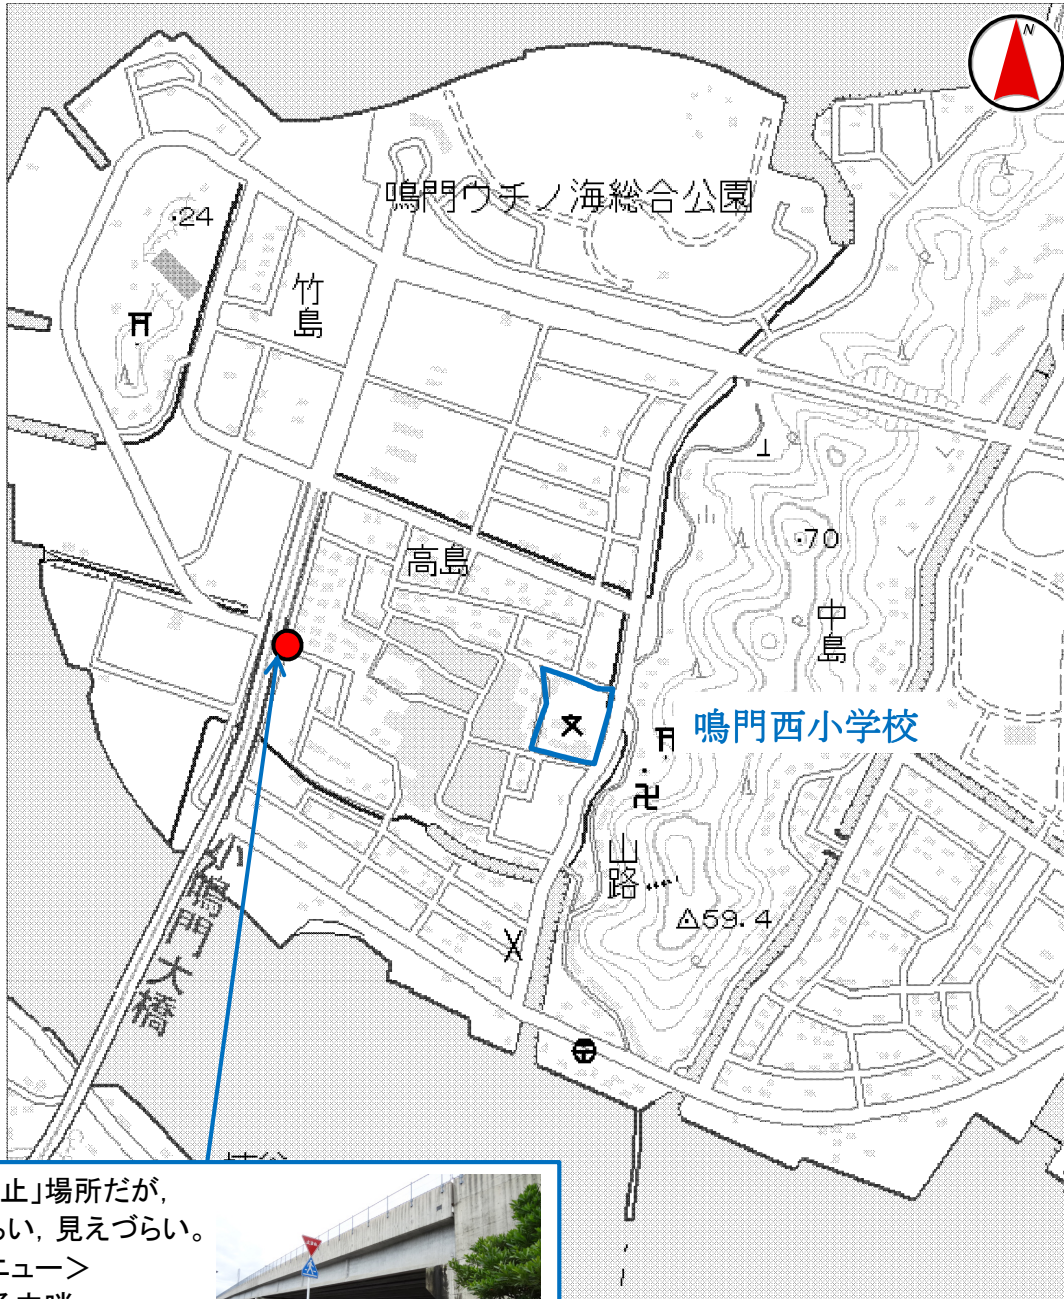 N
鳴門ウチノ海総合公園
・24
竹島
・70
高島
中島
鳴門西小学校
山路
△59.4
小鳴門大橋
止」場所だが,
らい, 見えづらい。
ニュー＞